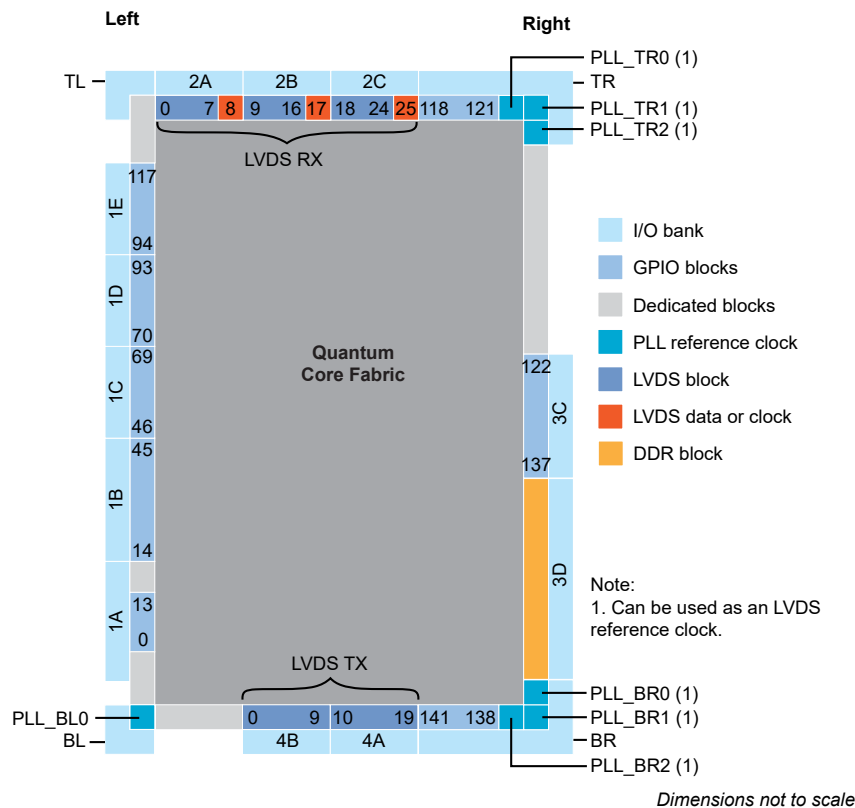 Left
Right
PLL_TR0 (1)
TL
2A
2B
2C
TR
0
7
8
9
16
17
18
24
25
118
121
PLL_TR1 (1)
PLL_TR2 (1)
LVDS RX
117
1E
94
93
1D
70
69
1C
46
45
1B
14
13
1A
0
Quantum
Core Fabric
122
3C
137
3D
I/O bank
GPIO blocks
Dedicated blocks
PLL reference clock
LVDS block
LVDS data or clock
DDR block
Note:
1. Can be used as an LVDS
reference clock.
LVDS TX
PLL_BR0 (1)
PLL_BL0
0
9
10
19
141
138
PLL_BR1 (1)
BL
4B
4A
BR
PLL_BR2 (1)
Dimensions not to scale